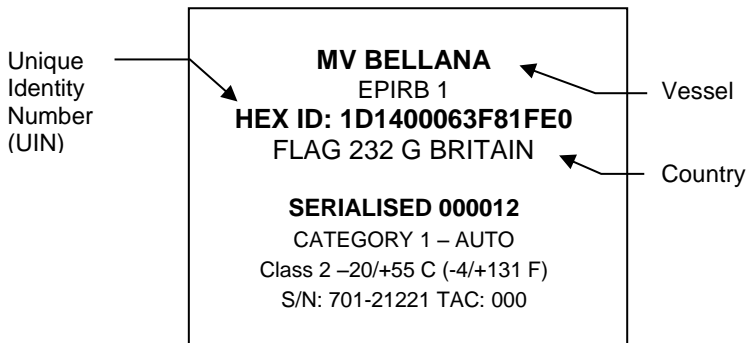 Unique
Identity
Number
(UIN)
MV BELLANA
EPIRB 1
HEX ID: 1D1400063F81FE0
FLAG 232 G BRITAIN
SERIALISED 000012
CATEGORY 1 – AUTO
Class 2 –20/+55 C (-4/+131 F)
S/N: 701-21221 TAC: 000
Vessel
Country